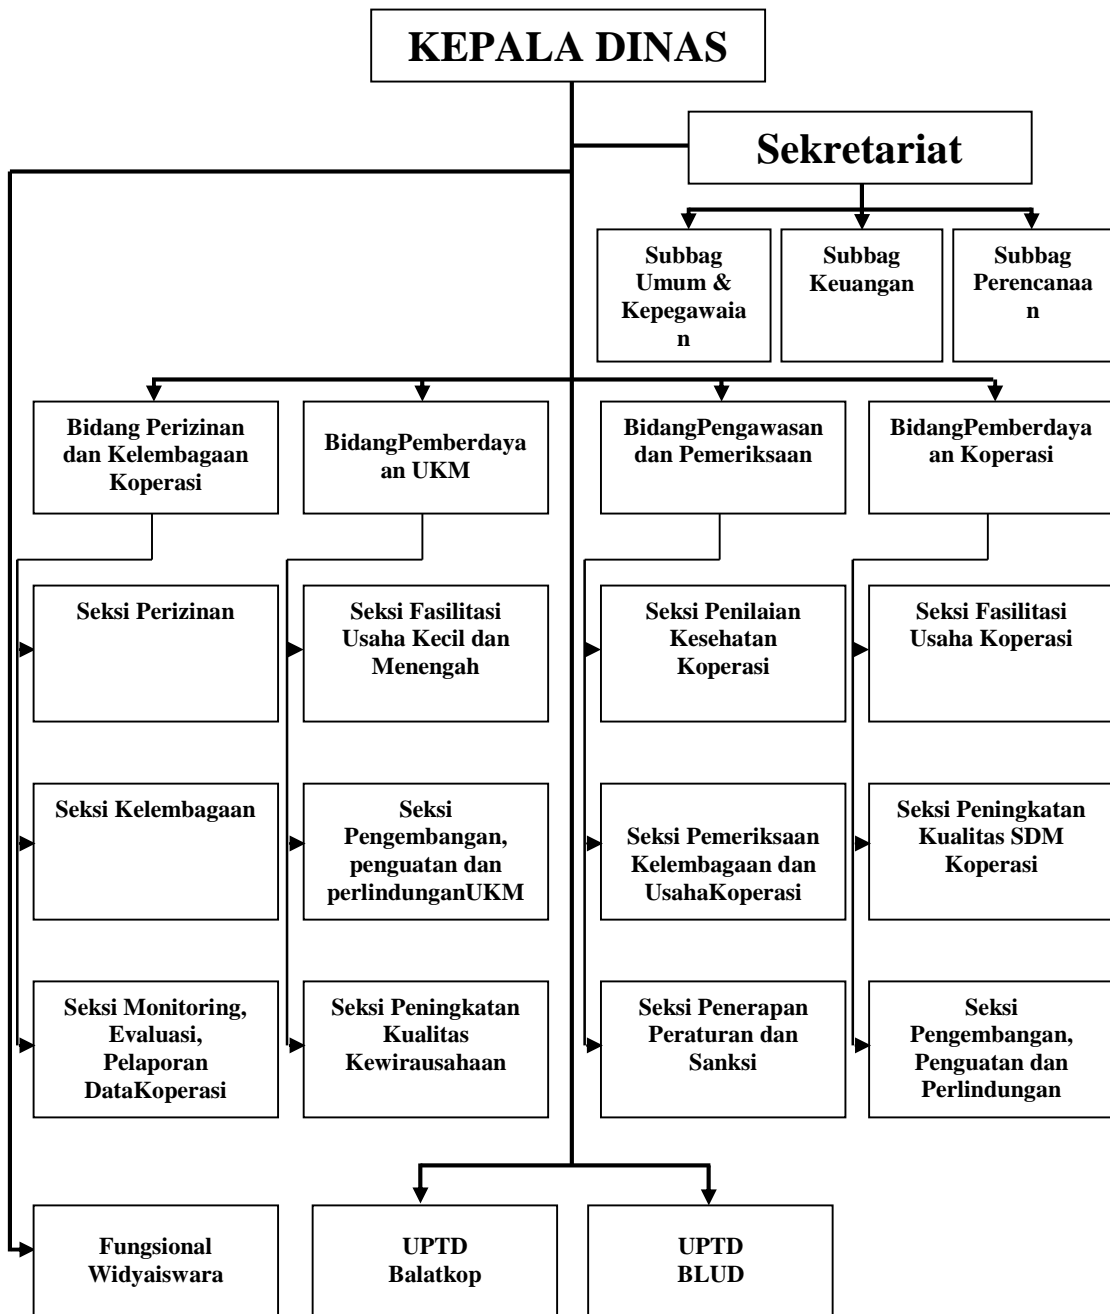 KEPALA DINAS
Sekretariat
Subbag
Umum &
Kepegawaia
n
Subbag
Keuangan
Subbag
Perencanaa
n
Bidang Perizinan
dan Kelembagaan
Koperasi
BidangPemberdaya
an UKM
BidangPengawasan
dan Pemeriksaan
BidangPemberdaya
an Koperasi
Seksi Perizinan
Seksi Fasilitasi
Usaha Kecil dan
Menengah
Seksi Penilaian
Kesehatan
Koperasi
Seksi Fasilitasi
Usaha Koperasi
Seksi Kelembagaan
Seksi
Pengembangan,
penguatan dan
perlindunganUKM
Seksi Pemeriksaan
Kelembagaan dan
UsahaKoperasi
Seksi Peningkatan
Kualitas SDM
Koperasi
Seksi Monitoring,
Evaluasi,
Pelaporan
DataKoperasi
Seksi Peningkatan
Kualitas
Kewirausahaan
Seksi Penerapan
Peraturan dan
Sanksi
Seksi
Pengembangan,
Penguatan dan
Perlindungan
Fungsional
Widyaiswara
UPTD
Balatkop
UPTD
BLUD